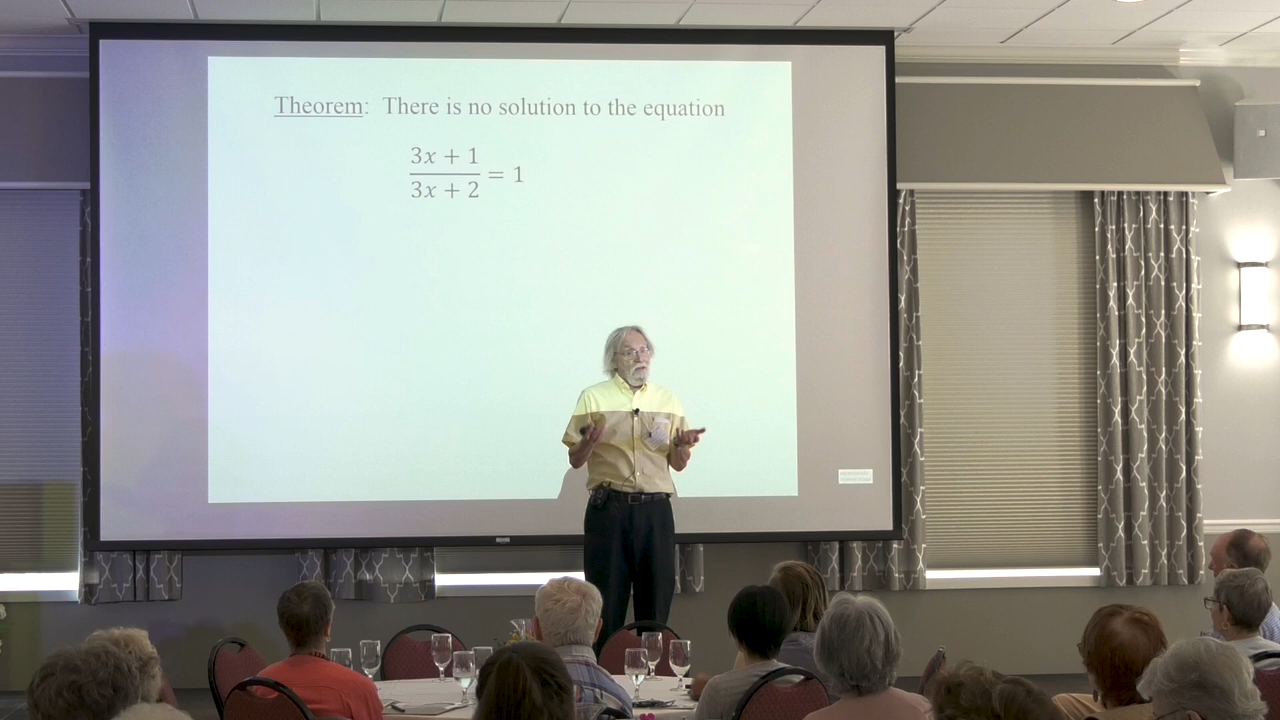 Theorem: There is no solution to the equation
3x + 1
3x + 2
= 1